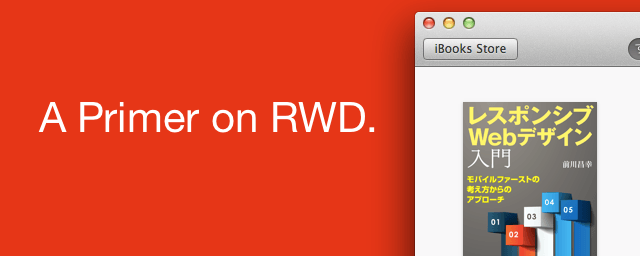 A Primer on RWD.
iBooks Store
す
レスポンシブ
Webデザイン
入門
前川昌幸
モバイルファーストの
考え方からの
アプローチ
01
02
03
04
05